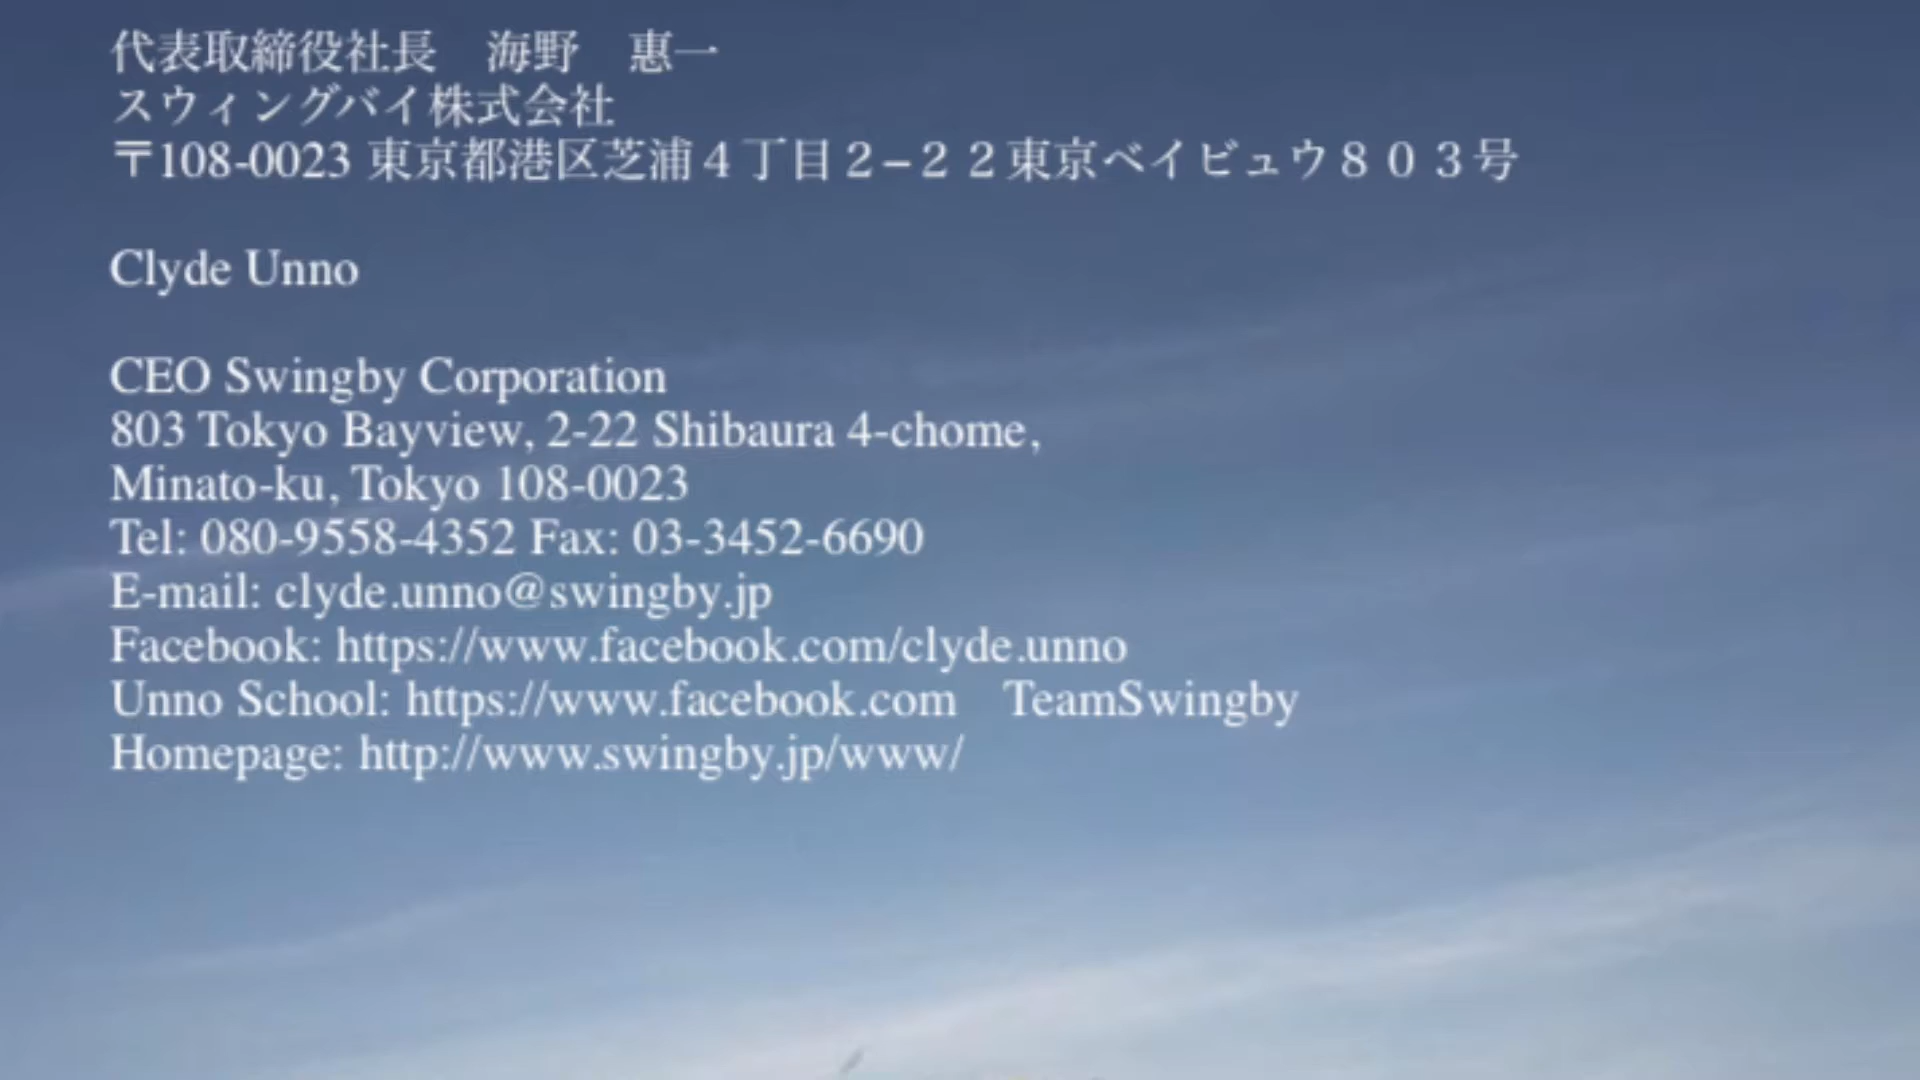 代表取締役社長　海野　惠一
スウィングバイ株式会社
〒108-0023 東京都港区芝浦４丁目２−２２東京ベイビュウ８０３号
Clyde Unno
CEO Swingby Corporation
803 Tokyo Bayview, 2-22 Shibaura 4-chome,
Minato-ku, Tokyo 108-0023
Tel: 080-9558-4352 Fax: 03-3452-6690
E-mail: clyde.unno@swingby.jp
Facebook: https://www.facebook.com/clyde.unno
Unno School: https://www.facebook.com　TeamSwingby
Homepage: http://www.swingby.jp/www/